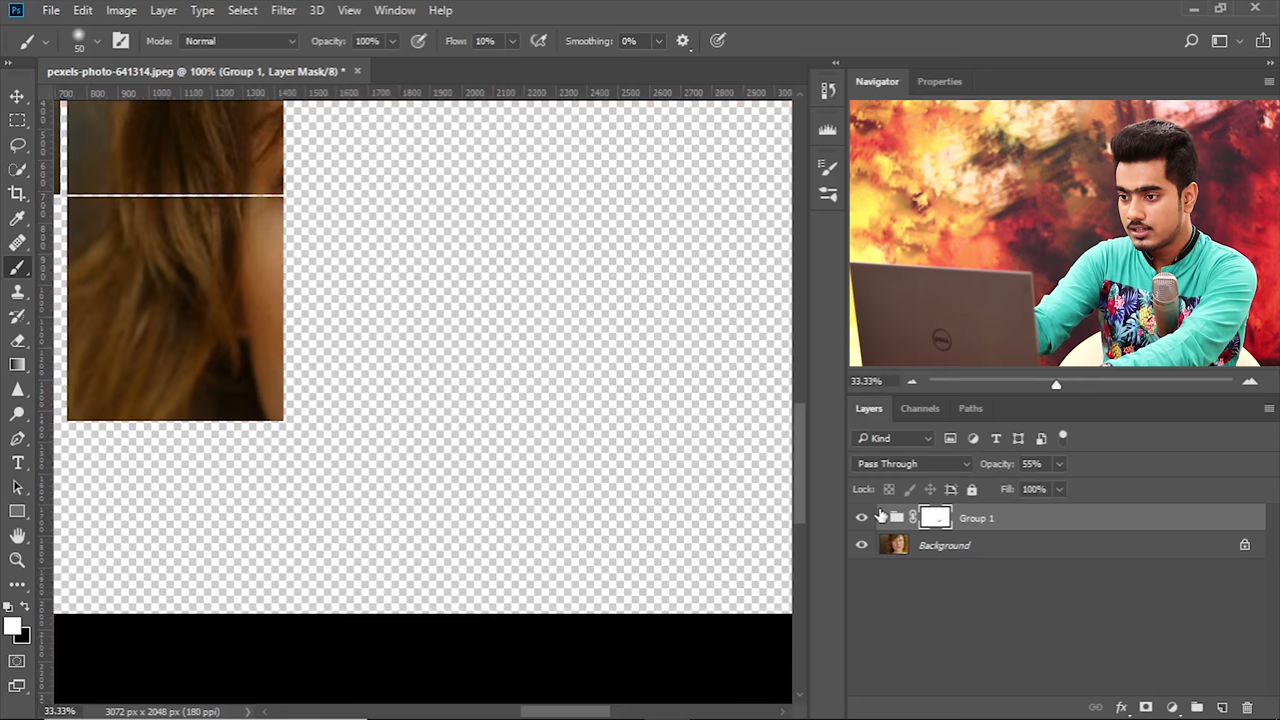 Ps File Edit Image Layer Type Select Filter 3D View Window Help
50 Mode: Normal Opacity: 100% Flow: 10% Smoothing: 0%
pexels-photo-641314.jpeg @ 100% (Group 1, Layer Mask/8) *
700 800 900 1000 1100 1200 1300 1400 1500 1600 1700 1800 1900 2000 2100 2200 2300 2400 2500 2600 2700 2800 2900
Navigator Properties
DELL
33.33%
Layers Channels Paths
Kind
Pass Through Opacity: 55%
Lock: Fill: 100%
Group 1
Background
33.33% 3072 px x 2048 px (180 ppi)